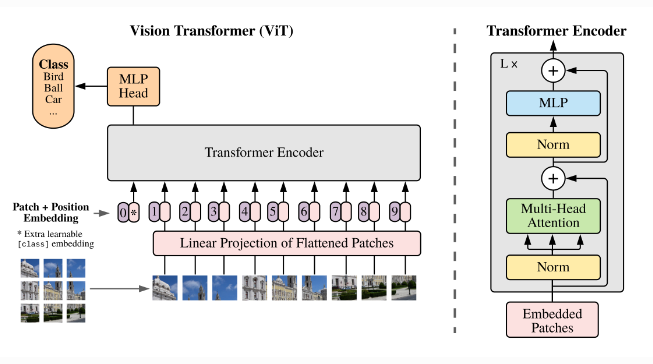 Vision Transformer (ViT)
Class
Bird
Ball
Car
...
MLP
Head
Transformer Encoder
Patch + Position
Embedding
0 * 1 2 3 4 5 6 7 8 9
* Extra learnable
[class] embedding
Linear Projection of Flattened Patches
Transformer Encoder
L x
+
MLP
Norm
+
Multi-Head
Attention
Norm
Embedded
Patches